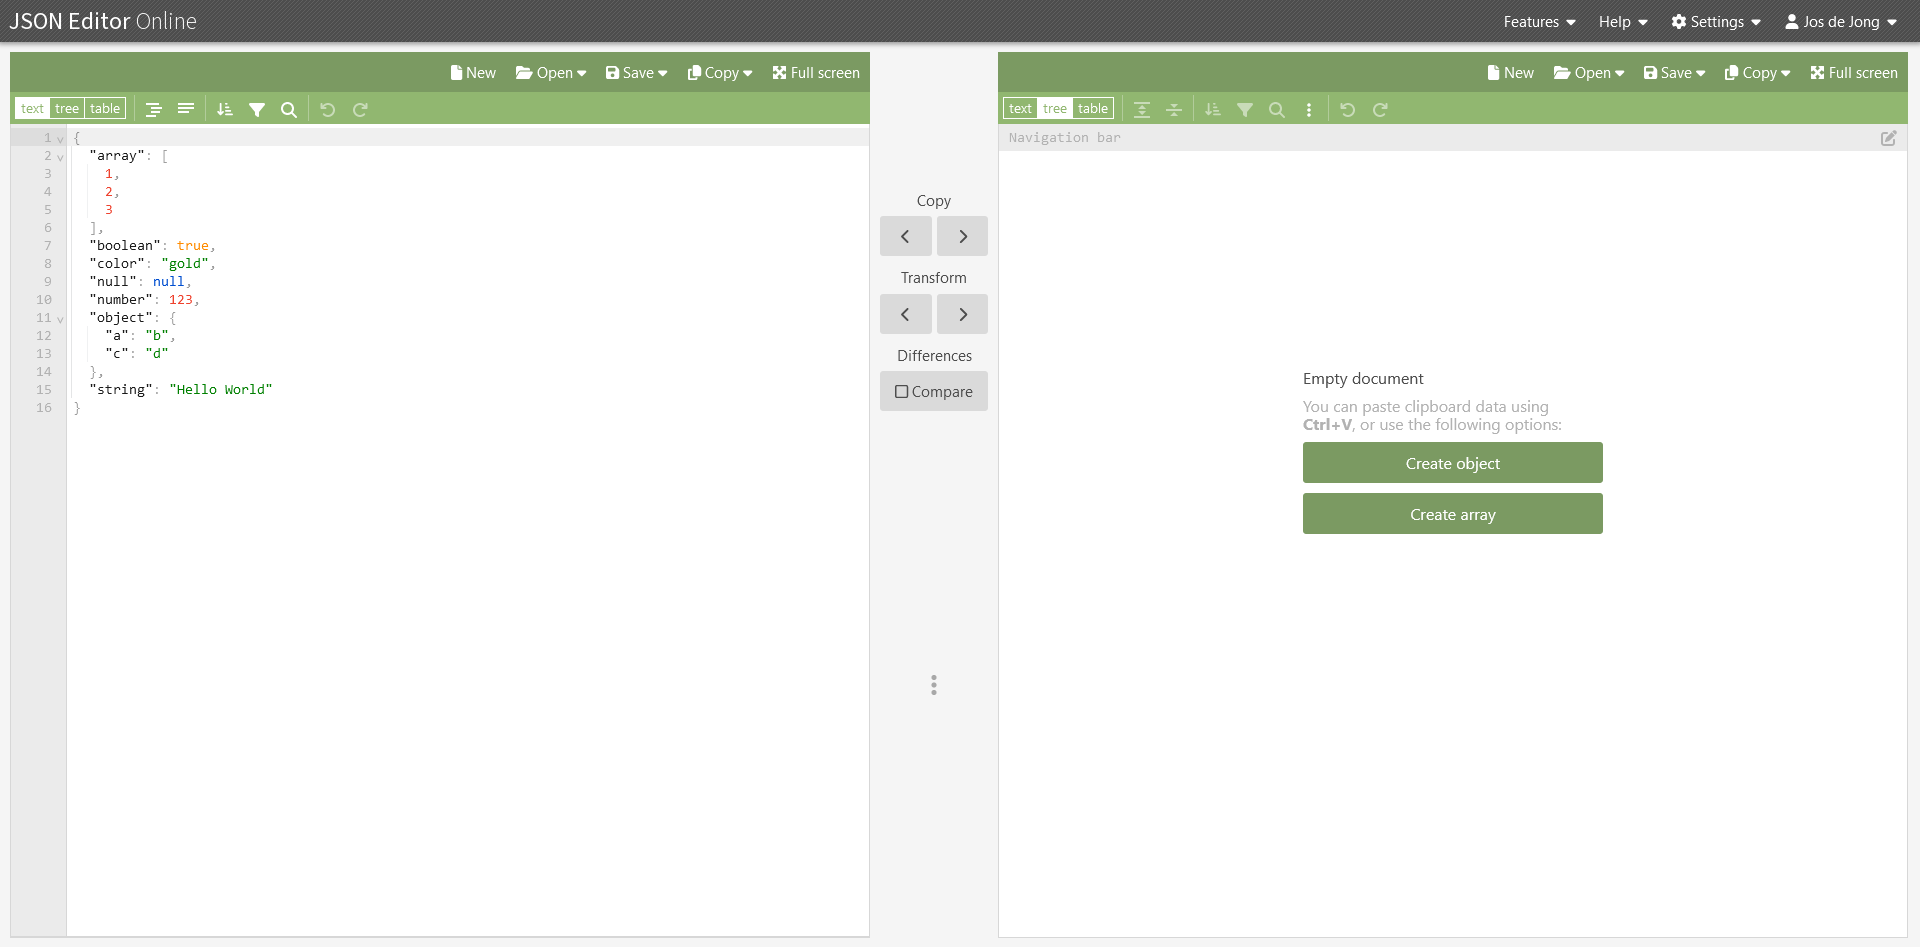 JSON Editor Online
Features Help Settings Jos de Jong
New Open Save Copy Full screen
text tree table
1 {
2 "array": [
3 1,
4 2,
5 3
6 ],
7 "boolean": true,
8 "color": "gold",
9 "null": null,
10 "number": 123,
11 "object": {
12 "a": "b",
13 "c": "d"
14 },
15 "string": "Hello World"
16 }
Copy
Transform
Differences
Compare
New Open Save Copy Full screen
text tree table
Navigation bar
Empty document
You can paste clipboard data using
Ctrl+V, or use the following options:
Create object
Create array